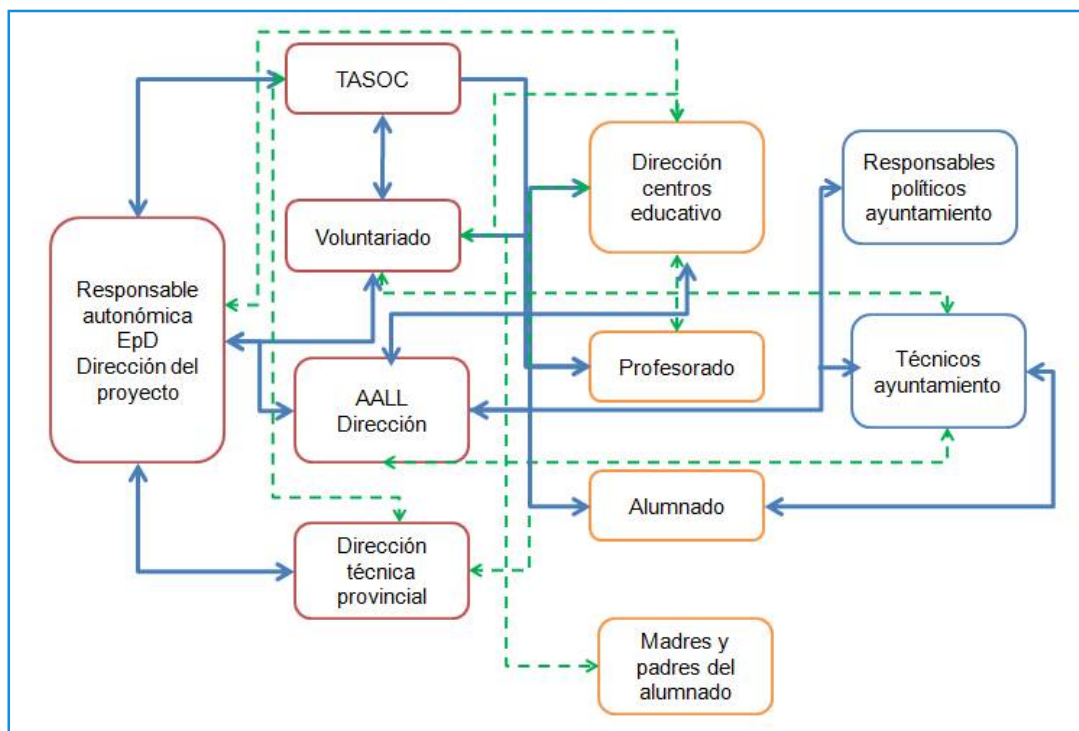 TASOC
Dirección
centros
educativo
Responsables
políticos
ayuntamiento
Voluntariado
Responsable
autonómica
EpD
Dirección del
proyecto
Profesorado
Técnicos
ayuntamiento
AALL
Dirección
Alumnado
Dirección
técnica
provincial
Madres y
padres del
alumnado